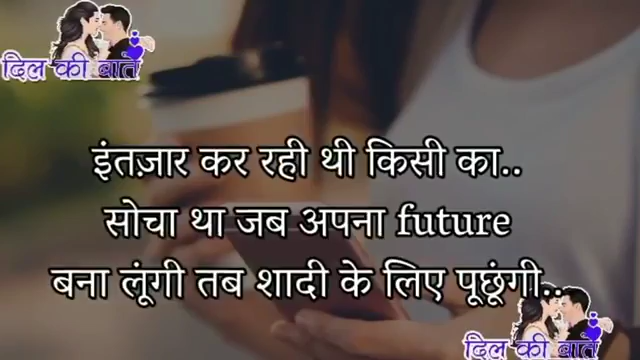 दिल की बातें
इंतज़ार कर रही थी किसी का..
सोचा था जब अपना future
बना लूंगी तब शादी के लिए पूछूंगी..
दिल की बातें